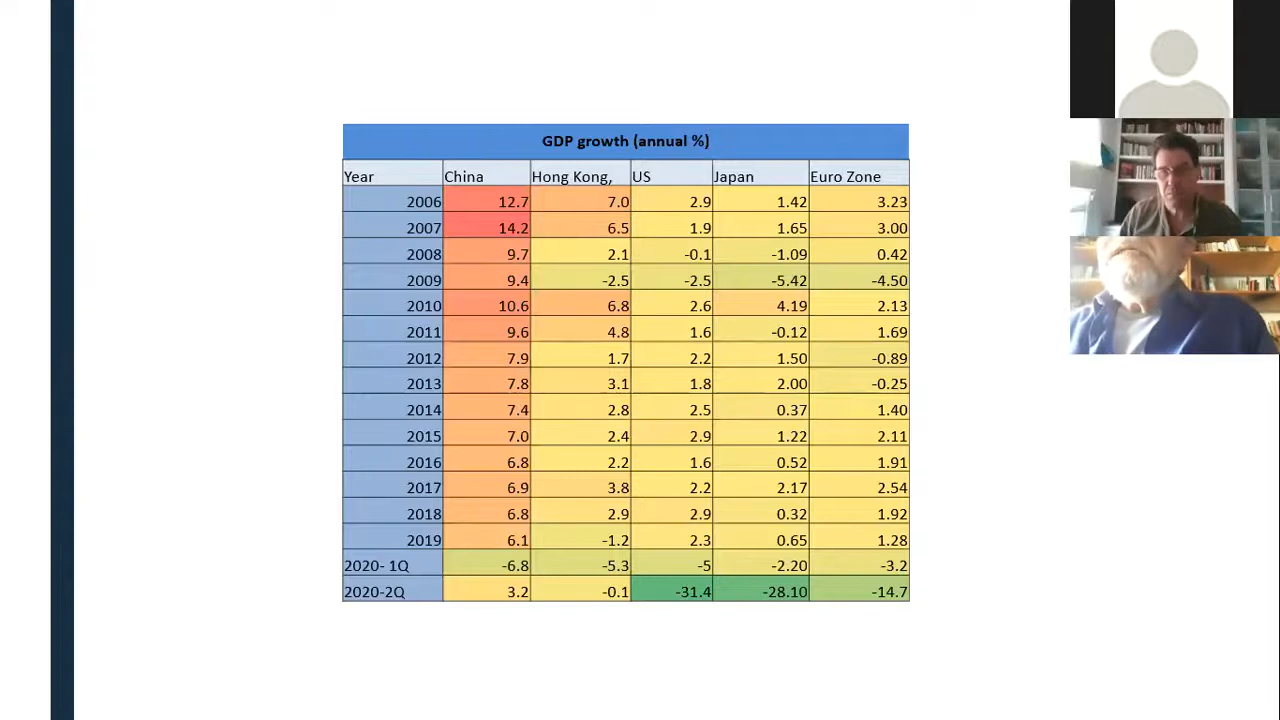 GDP growth (annual %)
Year China Hong Kong, US Japan Euro Zone
2006 12.7 7.0 2.9 1.42 3.23
2007 14.2 6.5 1.9 1.65 3.00
2008 9.7 2.1 -0.1 -1.09 0.42
2009 9.4 -2.5 -2.5 -5.42 -4.50
2010 10.6 6.8 2.6 4.19 2.13
2011 9.6 4.8 1.6 -0.12 1.69
2012 7.9 1.7 2.2 1.50 -0.89
2013 7.8 3.1 1.8 2.00 -0.25
2014 7.4 2.8 2.5 0.37 1.40
2015 7.0 2.4 2.9 1.22 2.11
2016 6.8 2.2 1.6 0.52 1.91
2017 6.9 3.8 2.2 2.17 2.54
2018 6.8 2.9 2.9 0.32 1.92
2019 6.1 -1.2 2.3 0.65 1.28
2020- 1Q -6.8 -5.3 -5 -2.20 -3.2
2020-2Q 3.2 -0.1 -31.4 -28.10 -14.7